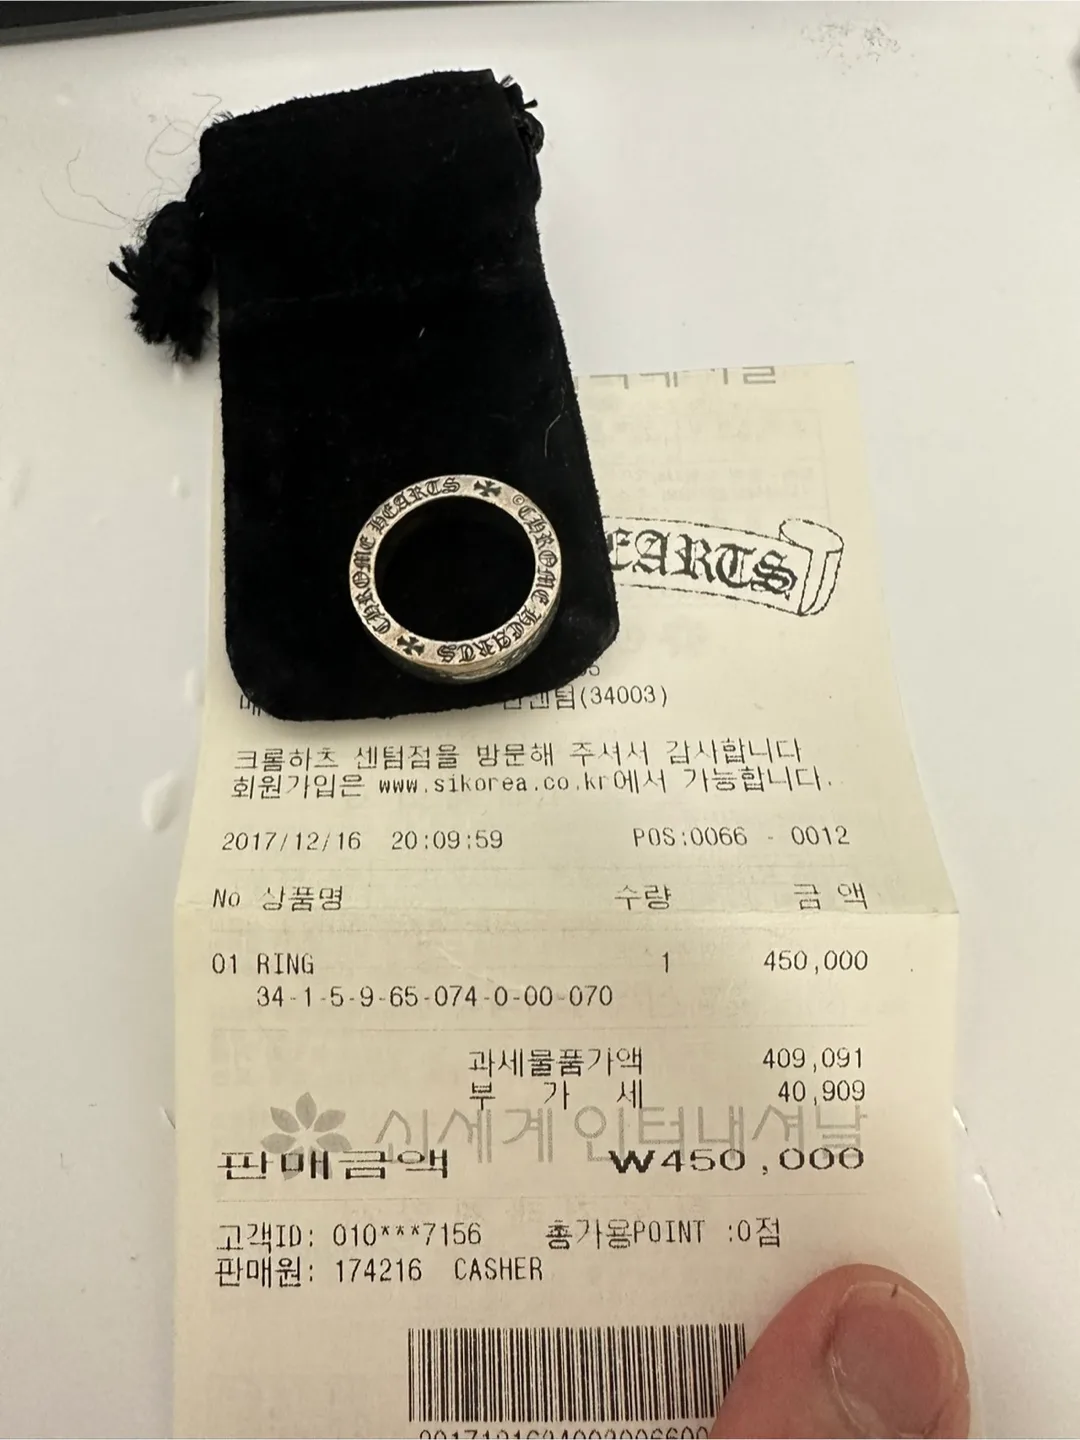 CHROME HEARTS ©CHROME HEARTS
EARTS
센텀(34003)
크롬하츠 센텀점을 방문해 주셔서 감사합니다
회원가입은 www.sikorea.co.kr에서 가능합니다.
2017/12/16 20:09:59 POS:0066 - 0012
No 상품명 수량 금 액
01 RING 1 450,000
34-1-5-9-65-074-0-00-070
과세물품가액 409,091
부 가 세 40,909
신세계 인터내셔날
판매금액 ₩450,000
고객ID: 010***7156 총가용POINT :0점
판매원: 174216 CASHER